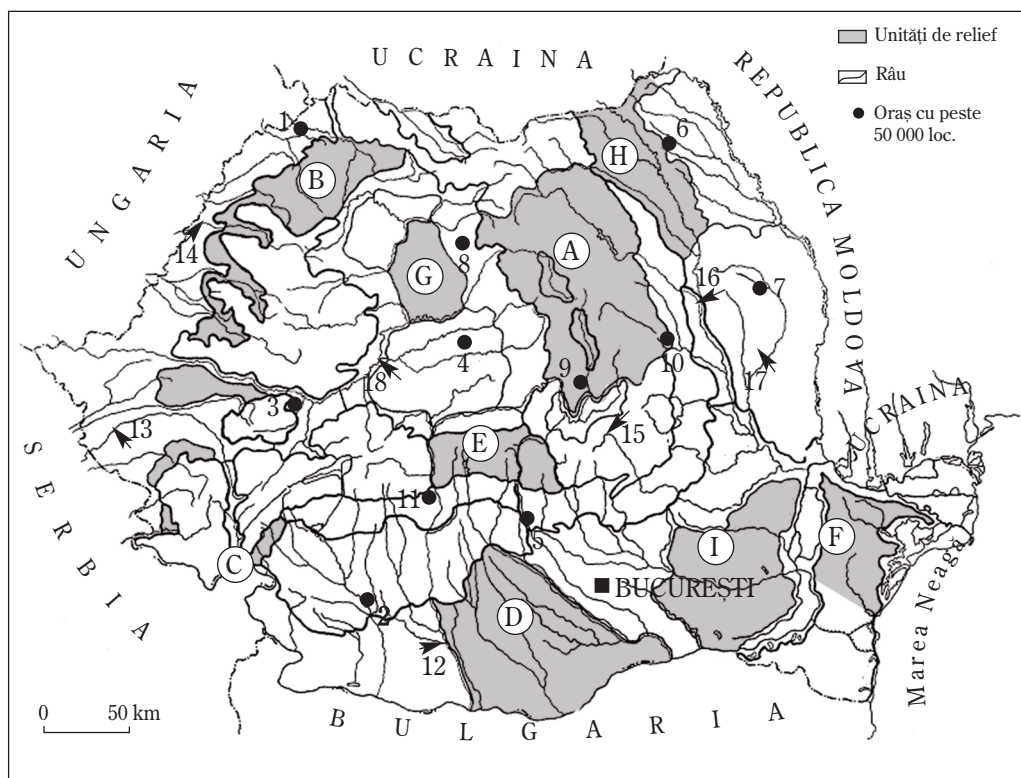 UCRAINA
Unități de relief
Râu
Oraș cu peste
50 000 loc.
UNGARIA
REPUBLICA MOLDOVA
1
6
H
B
14
A
8
G
16
7
4
10
9
18
17
3
13
15
UCRAINA
E
SERBIA
11
5
I
F
C
BUCUREȘTI
2
D
12
Marea Neagă
0 50 km
BULGARIA